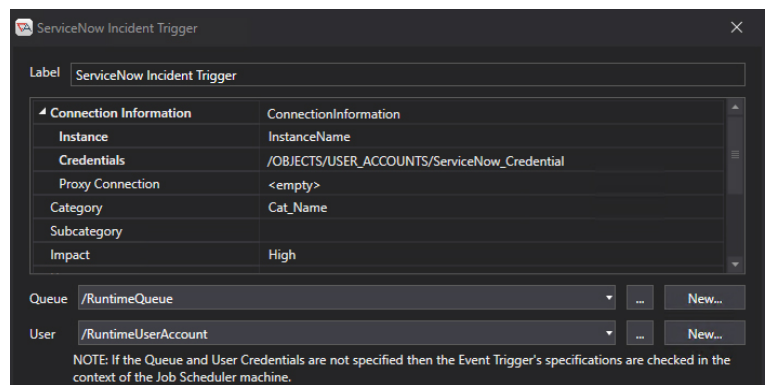 ServiceNow Incident Trigger
Label ServiceNow Incident Trigger
Connection Information ConnectionInformation
Instance InstanceName
Credentials /OBJECTS/USER_ACCOUNTS/ServiceNow_Credential
Proxy Connection <empty>
Category Cat_Name
Subcategory
Impact High
Queue /RuntimeQueue ... New...
User /RuntimeUserAccount ... New...
NOTE: If the Queue and User Credentials are not specified then the Event Trigger's specifications are checked in the
context of the Job Scheduler machine.